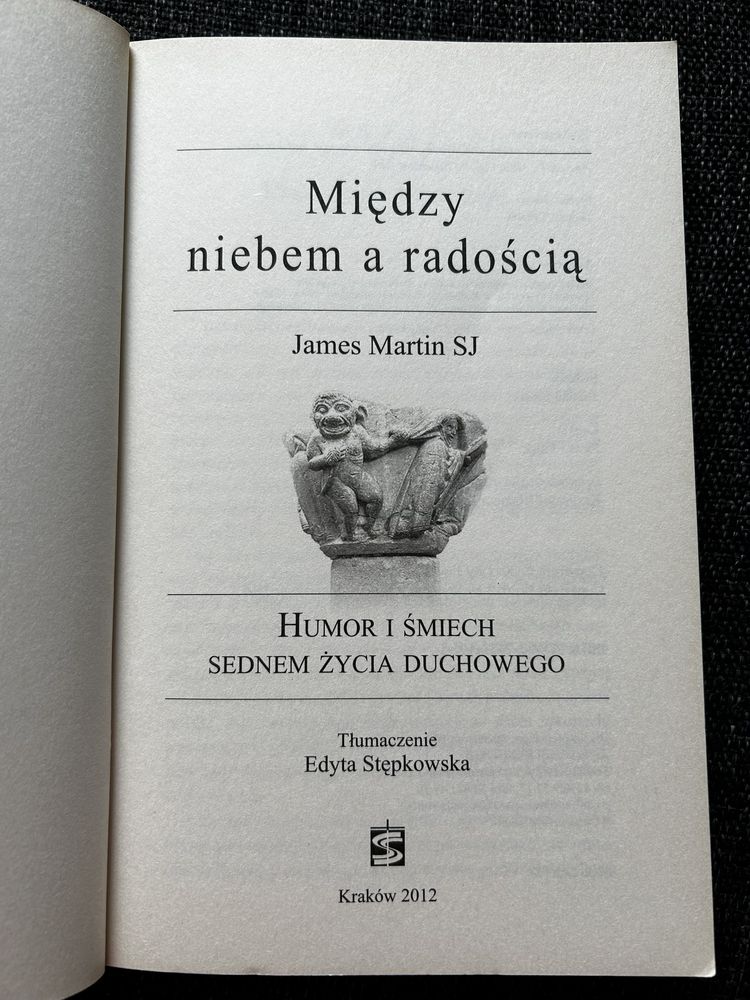 Między
niebem a radością
James Martin SJ
Humor i śmiech
sednem życia duchowego
Tłumaczenie
Edyta Stępkowska
Kraków 2012